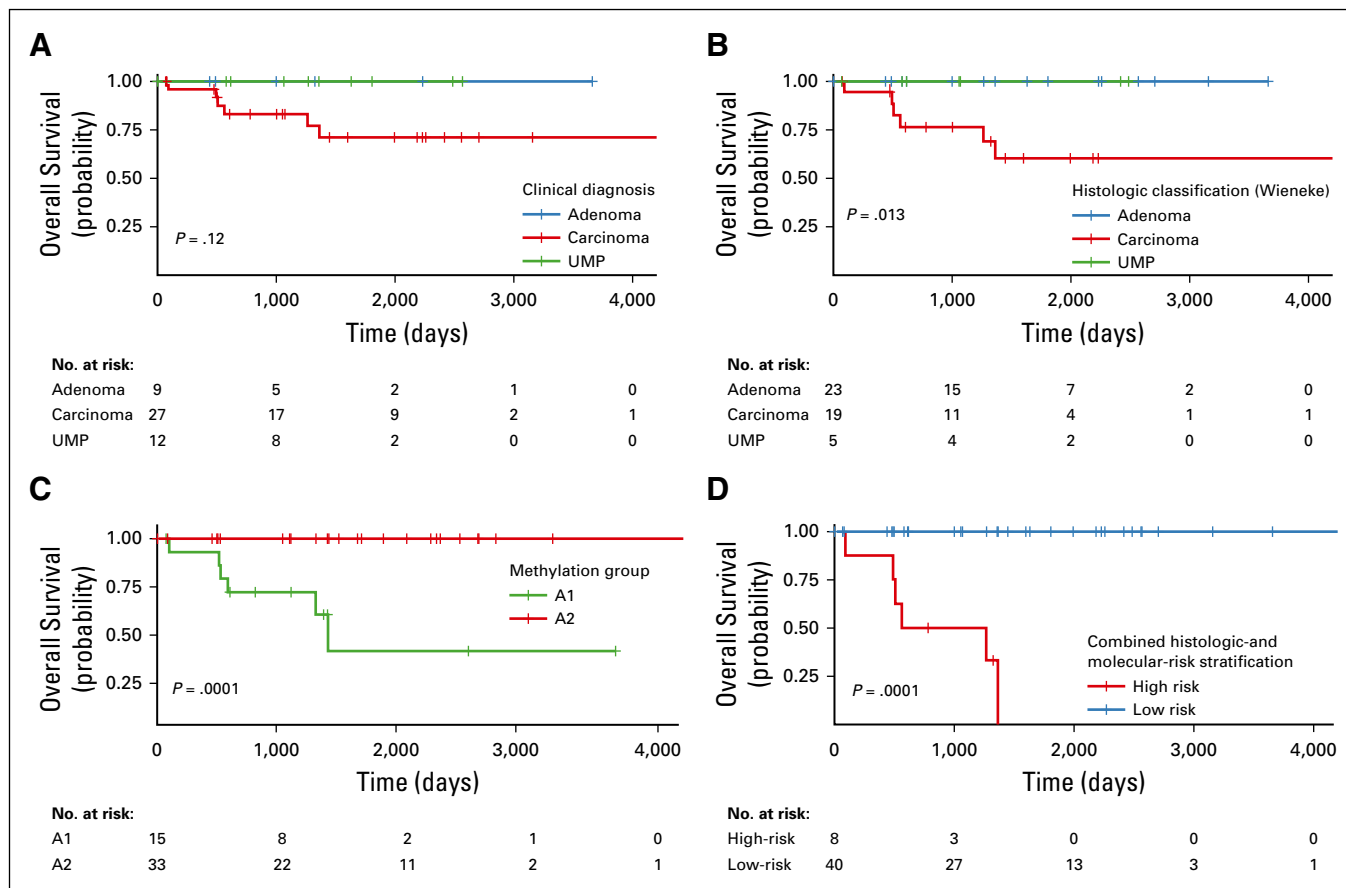 A
Overall Survival
(probability)
1.00
0.75
0.50
0.25
P = .12
Clinical diagnosis
Adenoma
Carcinoma
UMP
0 1,000 2,000 3,000 4,000
Time (days)
No. at risk:
Adenoma 9 5 2 1 0
Carcinoma 27 17 9 2 1
UMP 12 8 2 0 0
B
Overall Survival
(probability)
1.00
0.75
0.50
0.25
P = .013
Histologic classification (Wieneke)
Adenoma
Carcinoma
UMP
0 1,000 2,000 3,000 4,000
Time (days)
No. at risk:
Adenoma 23 15 7 2 0
Carcinoma 19 11 4 1 1
UMP 5 4 2 0 0
C
Overall Survival
(probability)
1.00
0.75
0.50
0.25
P = .0001
Methylation group
A1
A2
0 1,000 2,000 3,000 4,000
Time (days)
No. at risk:
A1 15 8 2 1 0
A2 33 22 11 2 1
D
Overall Survival
(probability)
1.00
0.75
0.50
0.25
P = .0001
Combined histologic-and
molecular-risk stratification
High risk
Low risk
0 1,000 2,000 3,000 4,000
Time (days)
No. at risk:
High-risk 8 3 0 0 0
Low-risk 40 27 13 3 1